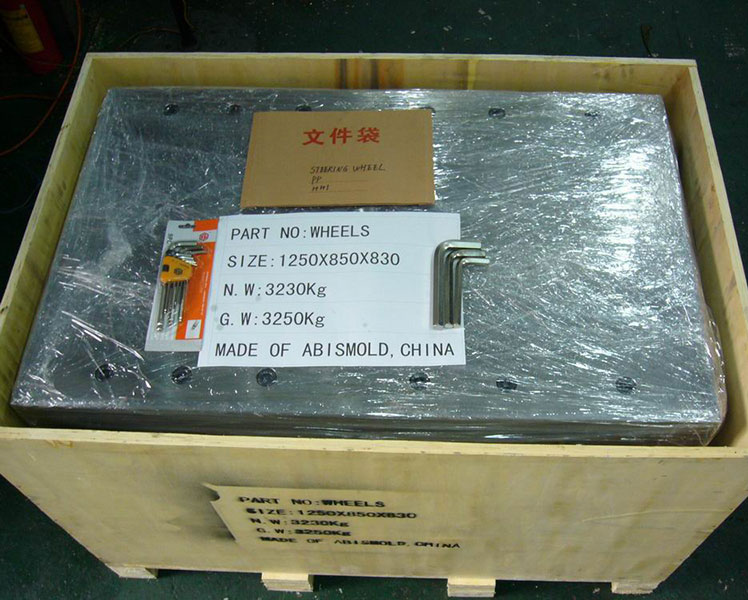 文件袋
STEERING WHEEL
PP
PART NO:WHEELS
SIZE:1250X850X830
N.W:3230Kg
G.W:3250Kg
MADE OF ABISMOLD,CHINA
PART NO:WHEELS
SIZE:1250X850X830
N.W:3230Kg
G.W:3250Kg
MADE OF ABISMOLD,CHINA